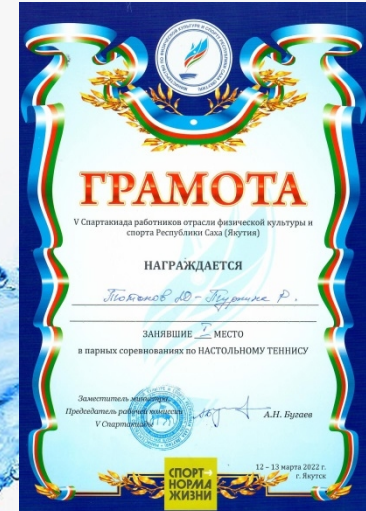 ГРАМОТА
V Спартакиада работников отрасли физической культуры и
спорта Республики Саха (Якутия)
НАГРАЖДАЕТСЯ
ЗАНЯВШИЕ I МЕСТО
в парных соревнованиях по НАСТОЛЬНОМУ ТЕННИСУ
Заместитель министра
Председатель рабочей комиссии
V Спартакиады
А.Н. Бугаев
СПОРТ
НОРМА
ЖИЗНИ
12 – 13 марта 2022 г.
г. Якутск